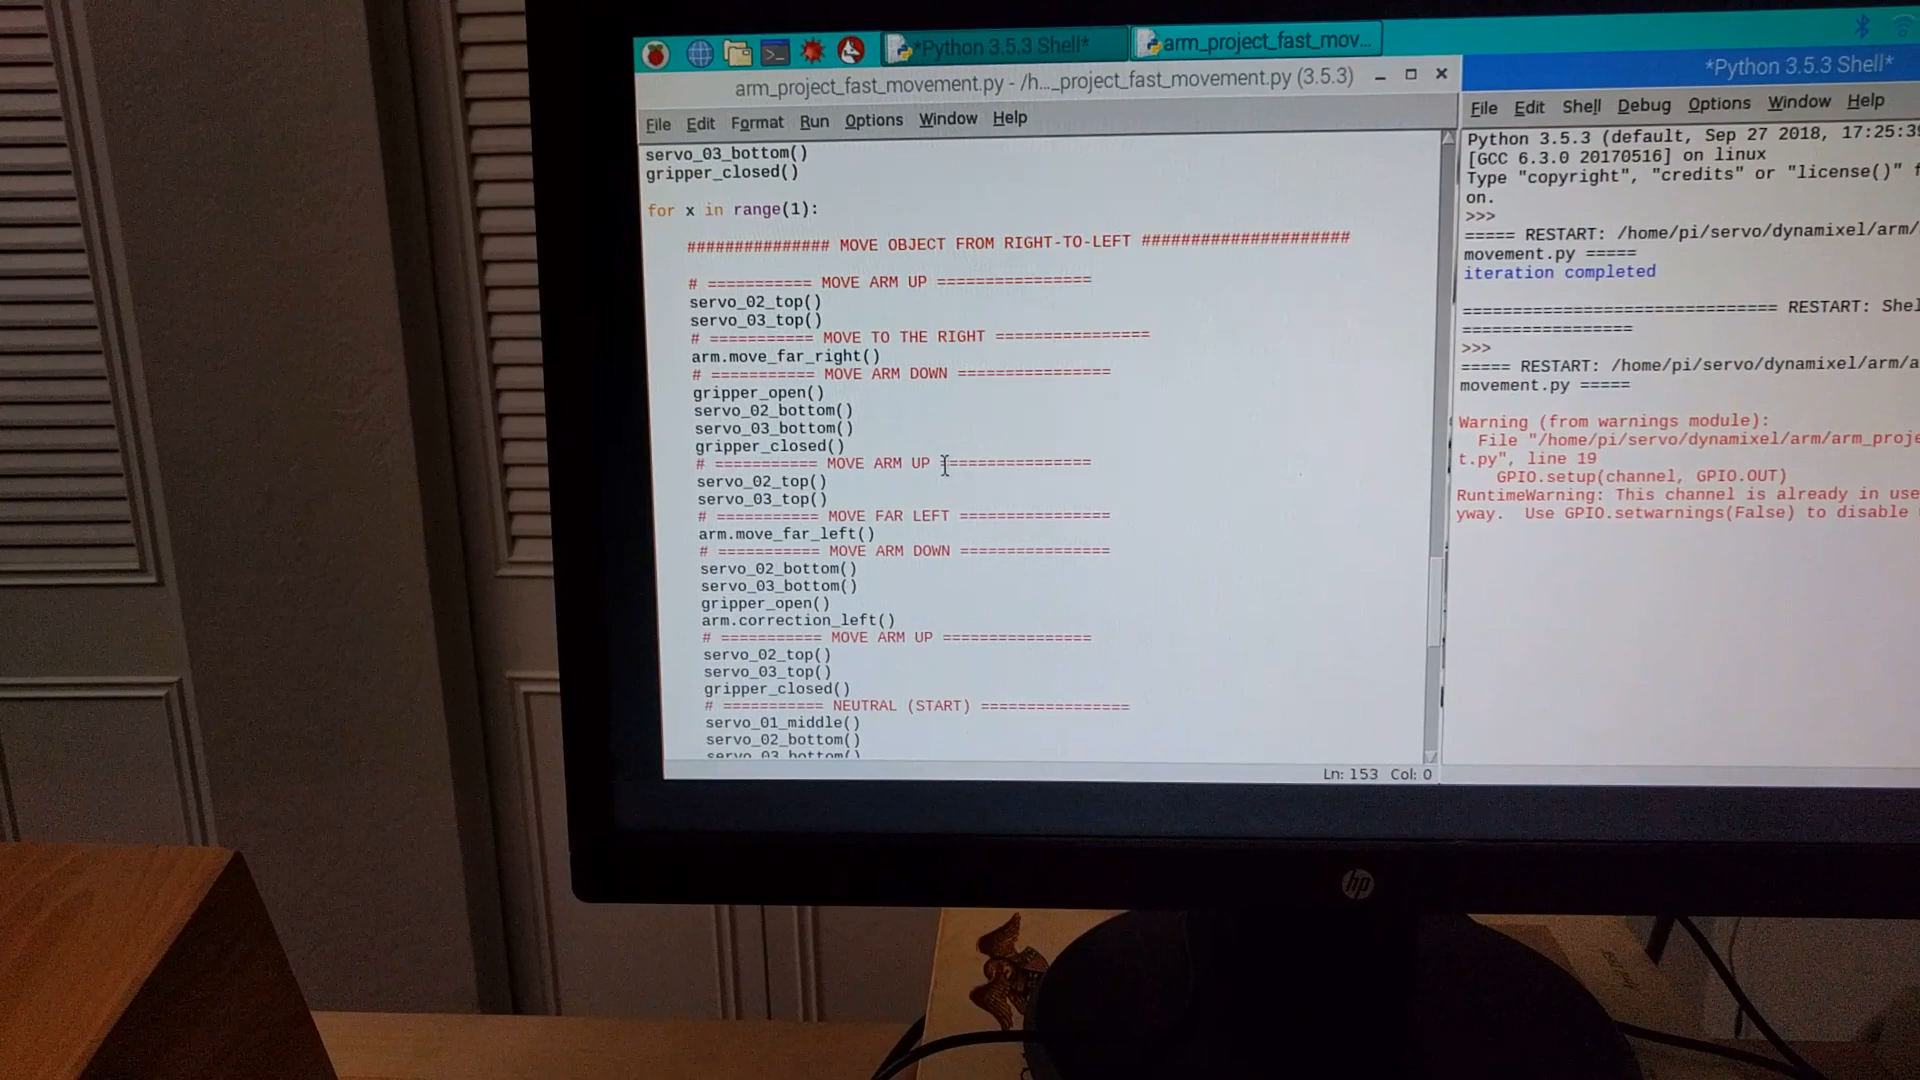 *Python 3.5.3 Shell*
arm_project_fast_mov...
arm_project_fast_movement.py - /h..._project_fast_movement.py (3.5.3)
File Edit Format Run Options Window Help
servo_03_bottom()
gripper_closed()
for x in range(1):
############### MOVE OBJECT FROM RIGHT-TO-LEFT ######################
# =========== MOVE ARM UP ================
servo_02_top()
servo_03_top()
# =========== MOVE TO THE RIGHT ================
arm.move_far_right()
# =========== MOVE ARM DOWN ================
gripper_open()
servo_02_bottom()
servo_03_bottom()
gripper_closed()
# =========== MOVE ARM UP ================
servo_02_top()
servo_03_top()
# =========== MOVE FAR LEFT ================
arm.move_far_left()
# =========== MOVE ARM DOWN ================
servo_02_bottom()
servo_03_bottom()
gripper_open()
arm.correction_left()
# =========== MOVE ARM UP ================
servo_02_top()
servo_03_top()
gripper_closed()
# =========== NEUTRAL (START) ================
servo_01_middle()
servo_02_bottom()
servo_03_bottom()
Ln: 153 Col: 0
*Python 3.5.3 Shell*
File Edit Shell Debug Options Window Help
Python 3.5.3 (default, Sep 27 2018, 17:25:39
[GCC 6.3.0 20170516] on linux
Type "copyright", "credits" or "license()" f
on.
>>>
===== RESTART: /home/pi/servo/dynamixel/arm/
movement.py =====
iteration completed
=============================== RESTART: Shel
=================
>>>
===== RESTART: /home/pi/servo/dynamixel/arm/a
movement.py =====
Warning (from warnings module):
File "/home/pi/servo/dynamixel/arm/arm_proje
t.py", line 19
GPIO.setup(channel, GPIO.OUT)
RuntimeWarning: This channel is already in use
yway. Use GPIO.setwarnings(False) to disable
hp